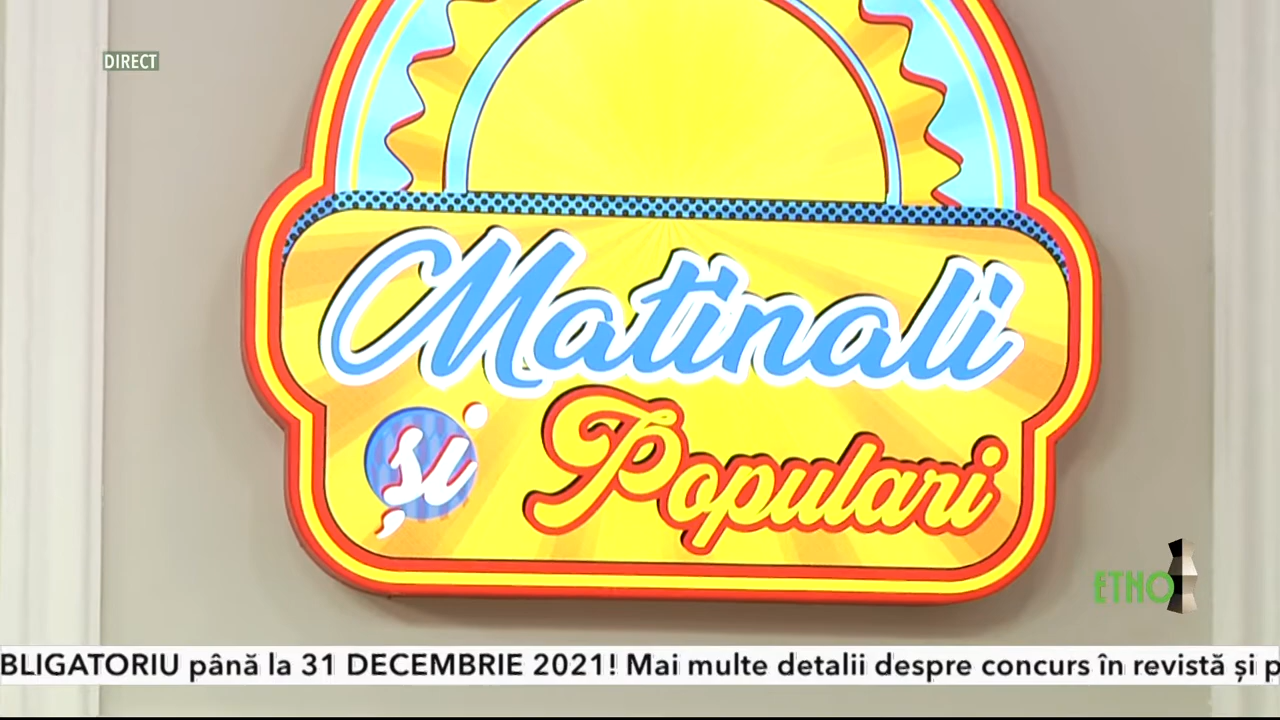 DIRECT
Matinali
și Populari
ETNO
BLIGATORIU până la 31 DECEMBRIE 2021! Mai multe detalii despre concurs în revistă și p